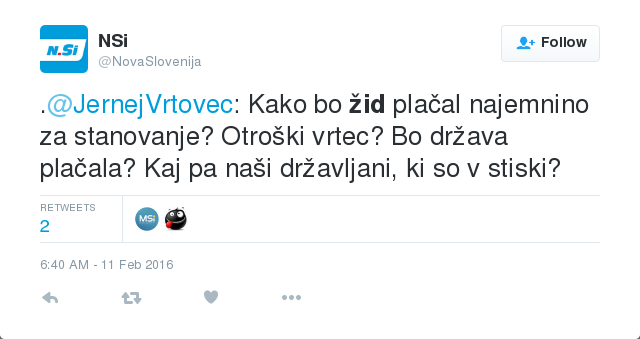 N.Si
NSi
@NovaSlovenija
Follow
.@JernejVrtovec: Kako bo žid plačal najemnino
za stanovanje? Otroški vrtec? Bo država
plačala? Kaj pa naši državljani, ki so v stiski?
RETWEETS
2
MSi
6:40 AM - 11 Feb 2016